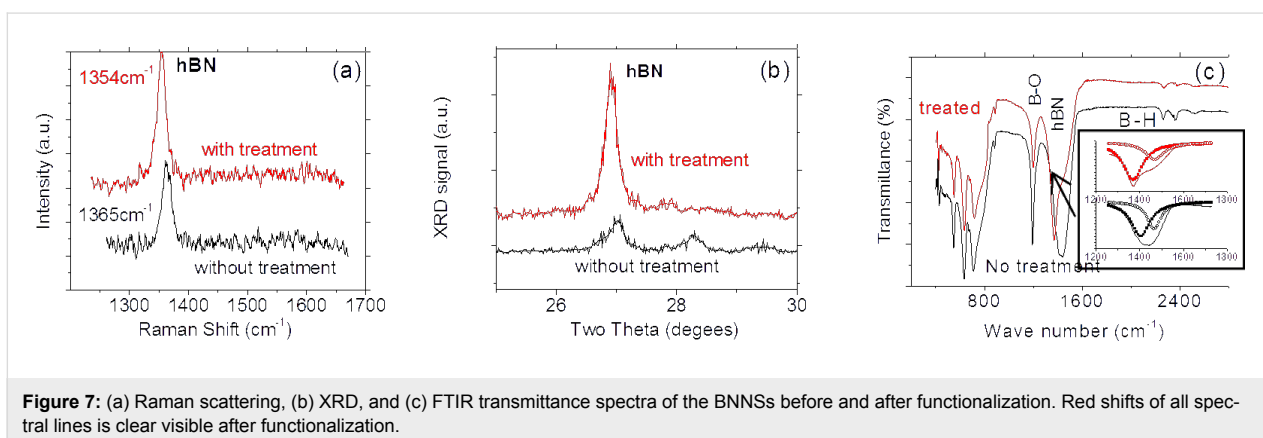 (a)
hBN
1354cm⁻¹
with treatment
1365cm⁻¹
without treatment
Intensity (a.u.)
1300 1400 1500 1600 1700
Raman Shift (cm⁻¹)
(b)
hBN
with treatment
without treatment
XRD signal (a.u.)
26 28 30
Two Theta (degees)
(c)
treated
B-O
hBN
B-H
No treatment
Transmittance (%)
1200 1400 1600 1300
1200 1400 1600 1300
800 1600 2400
Wave number (cm⁻¹)
Figure 7: (a) Raman scattering, (b) XRD, and (c) FTIR transmittance spectra of the BNNSs before and after functionalization. Red shifts of all spec-
tral lines is clear visible after functionalization.